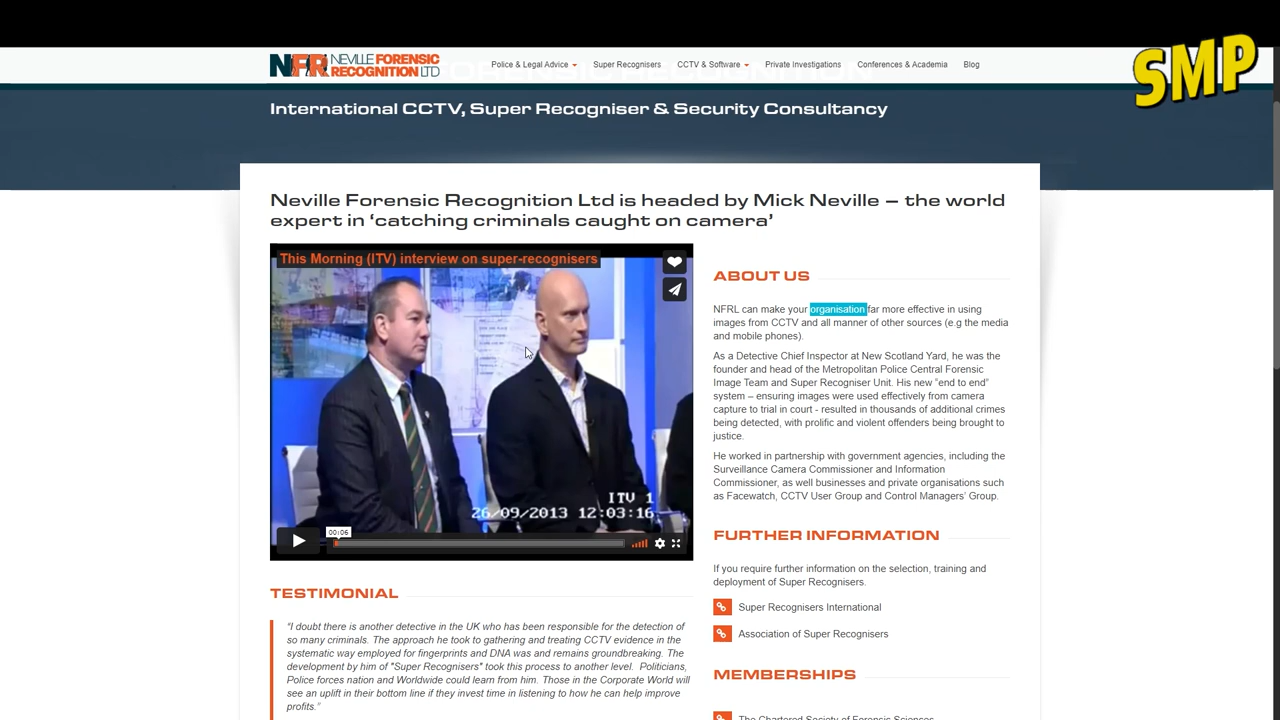 NFR NEVILLE FORENSIC
RECOGNITION LTD
Police & Legal Advice
Super Recognisers
CCTV & Software
Private Investigations
Conferences & Academia
Blog
SMP
FORENSIC RECOGNITION
International CCTV, Super Recogniser & Security Consultancy
Neville Forensic Recognition Ltd is headed by Mick Neville – the world
expert in ‘catching criminals caught on camera’
This Morning (ITV) interview on super-recognisers
ITV 1
26/09/2013 12:03:16
00:06
TESTIMONIAL
“I doubt there is another detective in the UK who has been responsible for the detection of
so many criminals. The approach he took to gathering and treating CCTV evidence in the
systematic way employed for fingerprints and DNA was and remains groundbreaking. The
development by him of "Super Recognisers" took this process to another level. Politicians,
Police forces nation and Worldwide could learn from him. Those in the Corporate World will
see an uplift in their bottom line if they invest time in listening to how he can help improve
profits.”
ABOUT US
NFRL can make your organisation far more effective in using
images from CCTV and all manner of other sources (e.g the media
and mobile phones).
As a Detective Chief Inspector at New Scotland Yard, he was the
founder and head of the Metropolitan Police Central Forensic
Image Team and Super Recogniser Unit. His new “end to end”
system – ensuring images were used effectively from camera
capture to trial in court - resulted in thousands of additional crimes
being detected, with prolific and violent offenders being brought to
justice.
He worked in partnership with government agencies, including the
Surveillance Camera Commissioner and Information
Commissioner, as well businesses and private organisations such
as Facewatch, CCTV User Group and Control Managers’ Group.
FURTHER INFORMATION
If you require further information on the selection, training and
deployment of Super Recognisers.
Super Recognisers International
Association of Super Recognisers
MEMBERSHIPS
The Chartered Society of Forensic Sciences